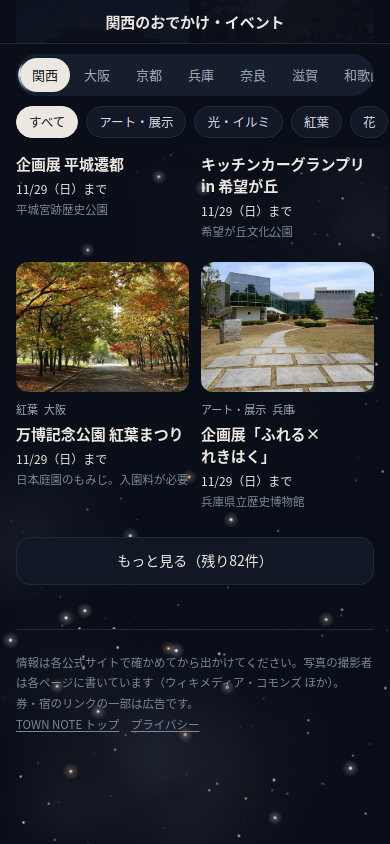 関西のおでかけ・イベント
関西 大阪 京都 兵庫 奈良 滋賀 和歌
すべて アート・展示 光・イルミ 紅葉 花
企画展 平城遷都
11/29（日）まで
平城宮跡歴史公園
キッチンカーグランプリ
in 希望が丘
11/29（日）まで
希望が丘文化公園
紅葉 大阪
万博記念公園 紅葉まつり
11/29（日）まで
日本庭園のもみじ。入園料が必要
アート・展示 兵庫
企画展「ふれる×
れきはく」
11/29（日）まで
兵庫県立歴史博物館
もっと見る（残り82件）
情報は各公式サイトで確かめてから出かけてください。写真の撮影者
は各ページに書いています（ウィキメディア・コモンズ ほか）。
券・宿のリンクの一部は広告です。
TOWN NOTE トップ プライバシー